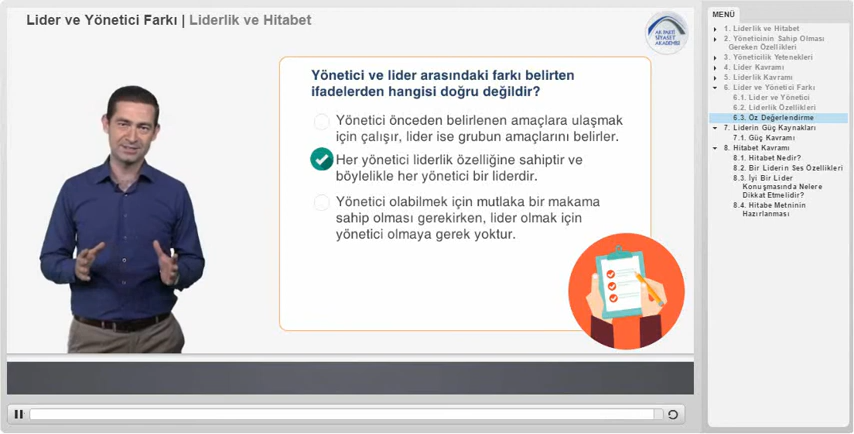 Lider ve Yönetici Farkı | Liderlik ve Hitabet
AK PARTİ
SİYASET
AKADEMİSİ
Yönetici ve lider arasındaki farkı belirten
ifadelerden hangisi doğru değildir?
Yönetici önceden belirlenen amaçlara ulaşmak
için çalışır, lider ise grubun amaçlarını belirler.
Her yönetici liderlik özelliğine sahiptir ve
böylelikle her yönetici bir liderdir.
Yönetici olabilmek için mutlaka bir makama
sahip olması gerekirken, lider olmak için
yönetici olmaya gerek yoktur.
MENÜ
1. Liderlik ve Hitabet
2. Yöneticinin Sahip Olması
Gereken Özellikleri
3. Yöneticilik Yetenekleri
4. Lider Kavramı
5. Liderlik Kavramı
6. Lider ve Yönetici Farkı
6.1. Lider ve Yönetici
6.2. Liderlik Özellikleri
6.3. Öz Değerlendirme
7. Liderin Güç Kaynakları
7.1. Güç Kavramı
8. Hitabet Kavramı
8.1. Hitabet Nedir?
8.2. Bir Liderin Ses Özellikleri
8.3. İyi Bir Lider
Konuşmasında Nelere
Dikkat Etmelidir?
8.4. Hitabe Metninin
Hazırlanması